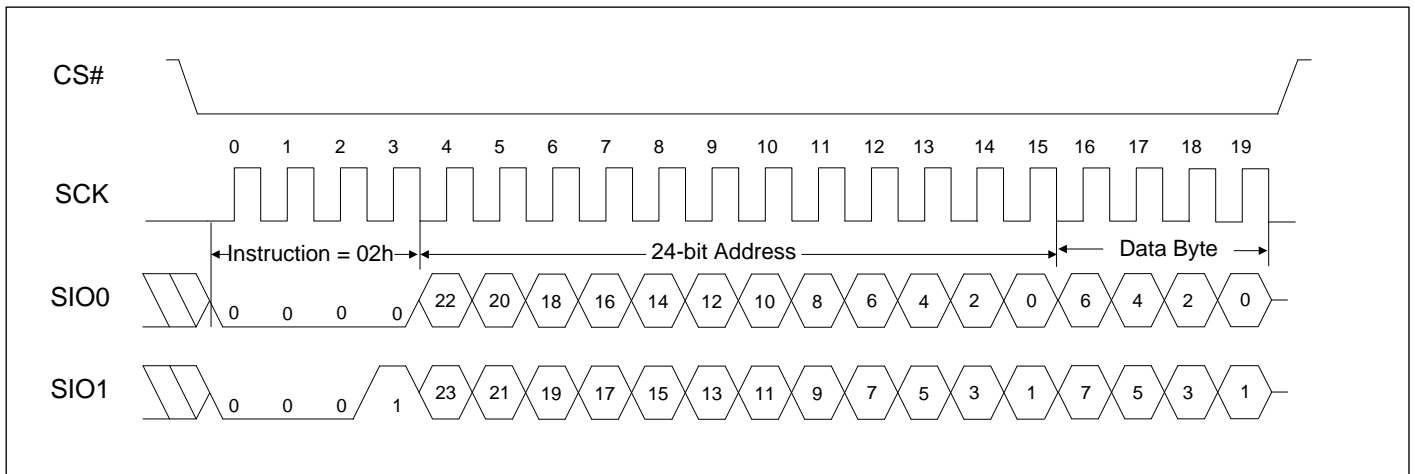 CS#
0 1 2 3 4 5 6 7 8 9 10 11 12 13 14 15 16 17 18 19
SCK
Instruction = 02h 24-bit Address Data Byte
SIO0 0 0 0 0 22 20 18 16 14 12 10 8 6 4 2 0 6 4 2 0
SIO1 0 0 0 1 23 21 19 17 15 13 11 9 7 5 3 1 7 5 3 1